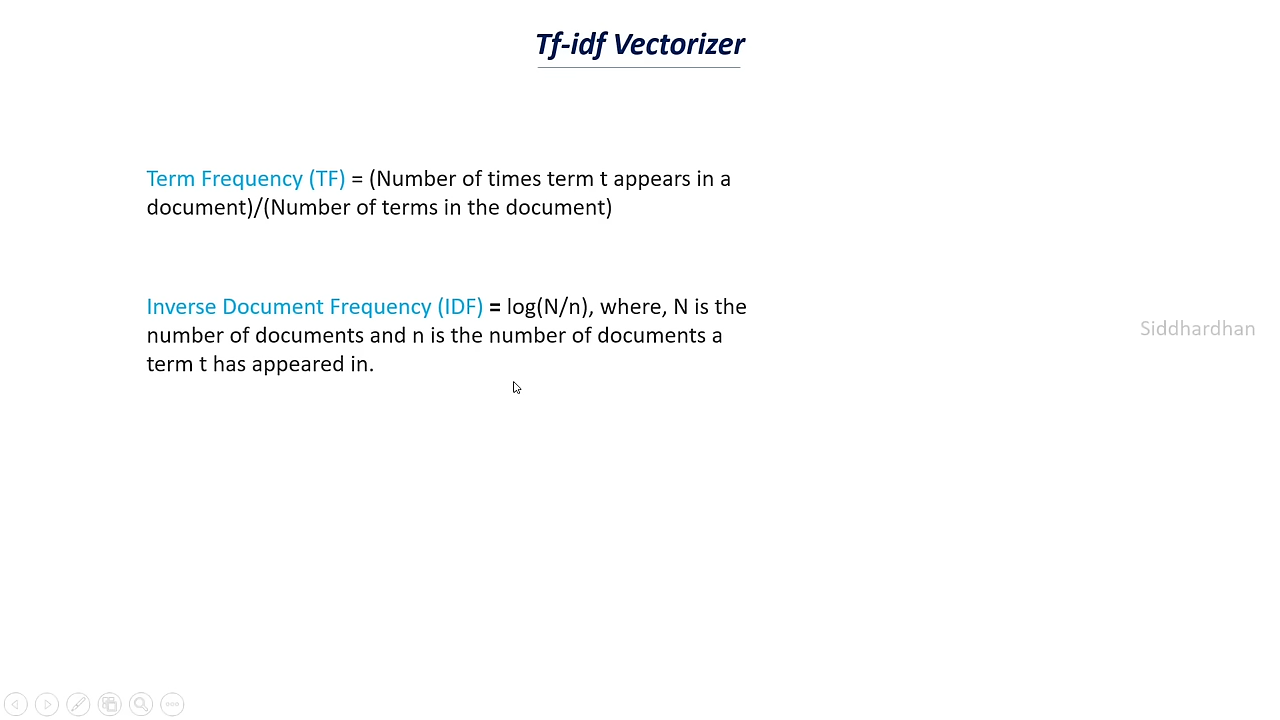 Tf-idf Vectorizer
Term Frequency (TF) = (Number of times term t appears in a
document)/(Number of terms in the document)
Inverse Document Frequency (IDF) = log(N/n), where, N is the
number of documents and n is the number of documents a
term t has appeared in.
Siddhardhan